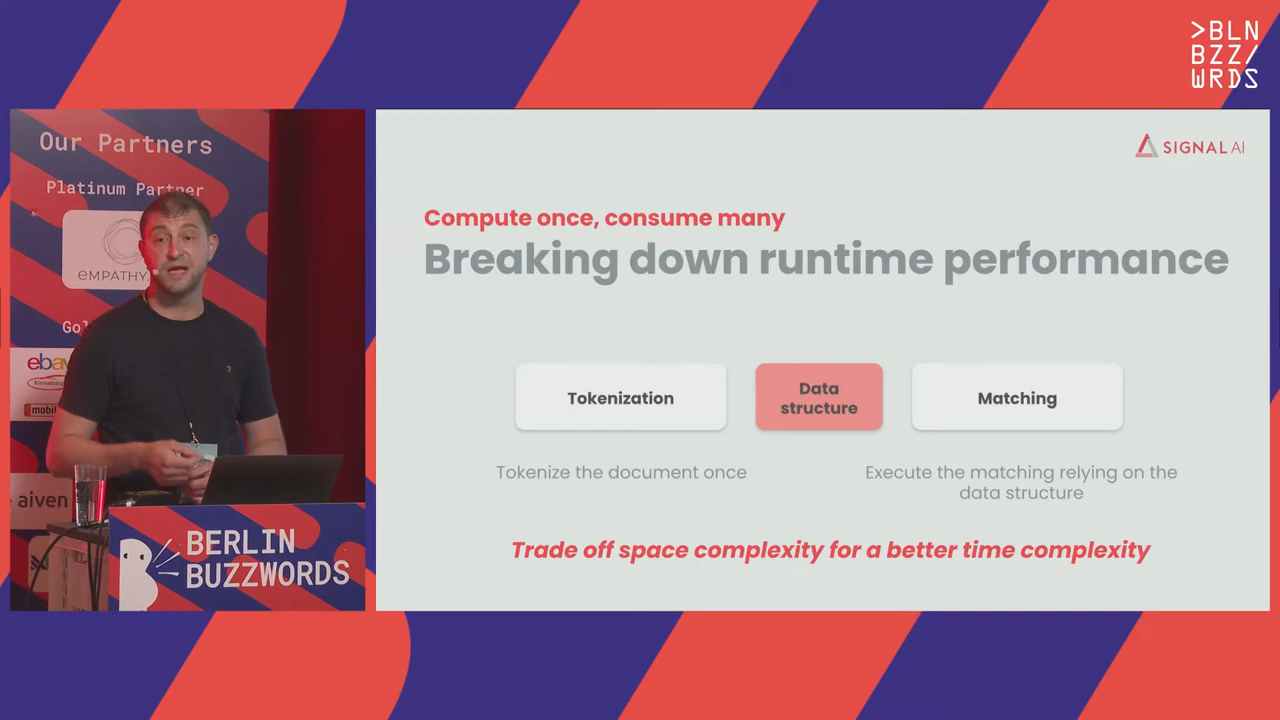 >BLN
BZZ/
WRDS
Our Partners
Platinum Partner
EMPATHY.
Gol
ebay
mobil
aiven
BERLIN
BUZZWORDS
SIGNAL AI
Compute once, consume many
Breaking down runtime performance
Tokenization
Data
structure
Matching
Tokenize the document once
Execute the matching relying on the
data structure
Trade off space complexity for a better time complexity